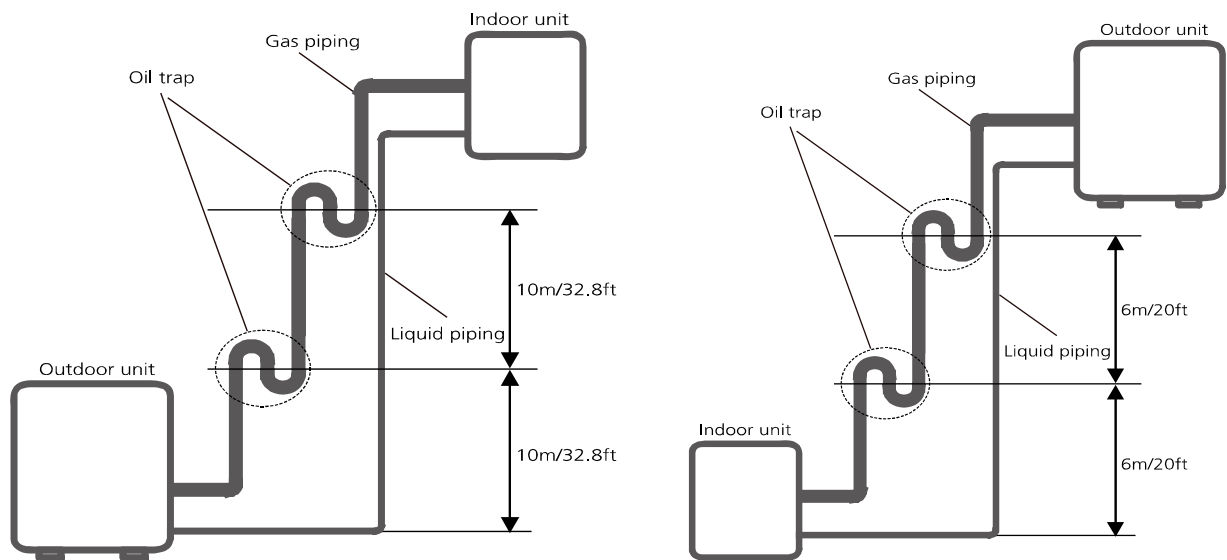 Indoor unit
Gas piping
Oil trap
10m/32.8ft
Liquid piping
Outdoor unit
10m/32.8ft
Outdoor unit
Gas piping
Oil trap
6m/20ft
Liquid piping
Indoor unit
6m/20ft